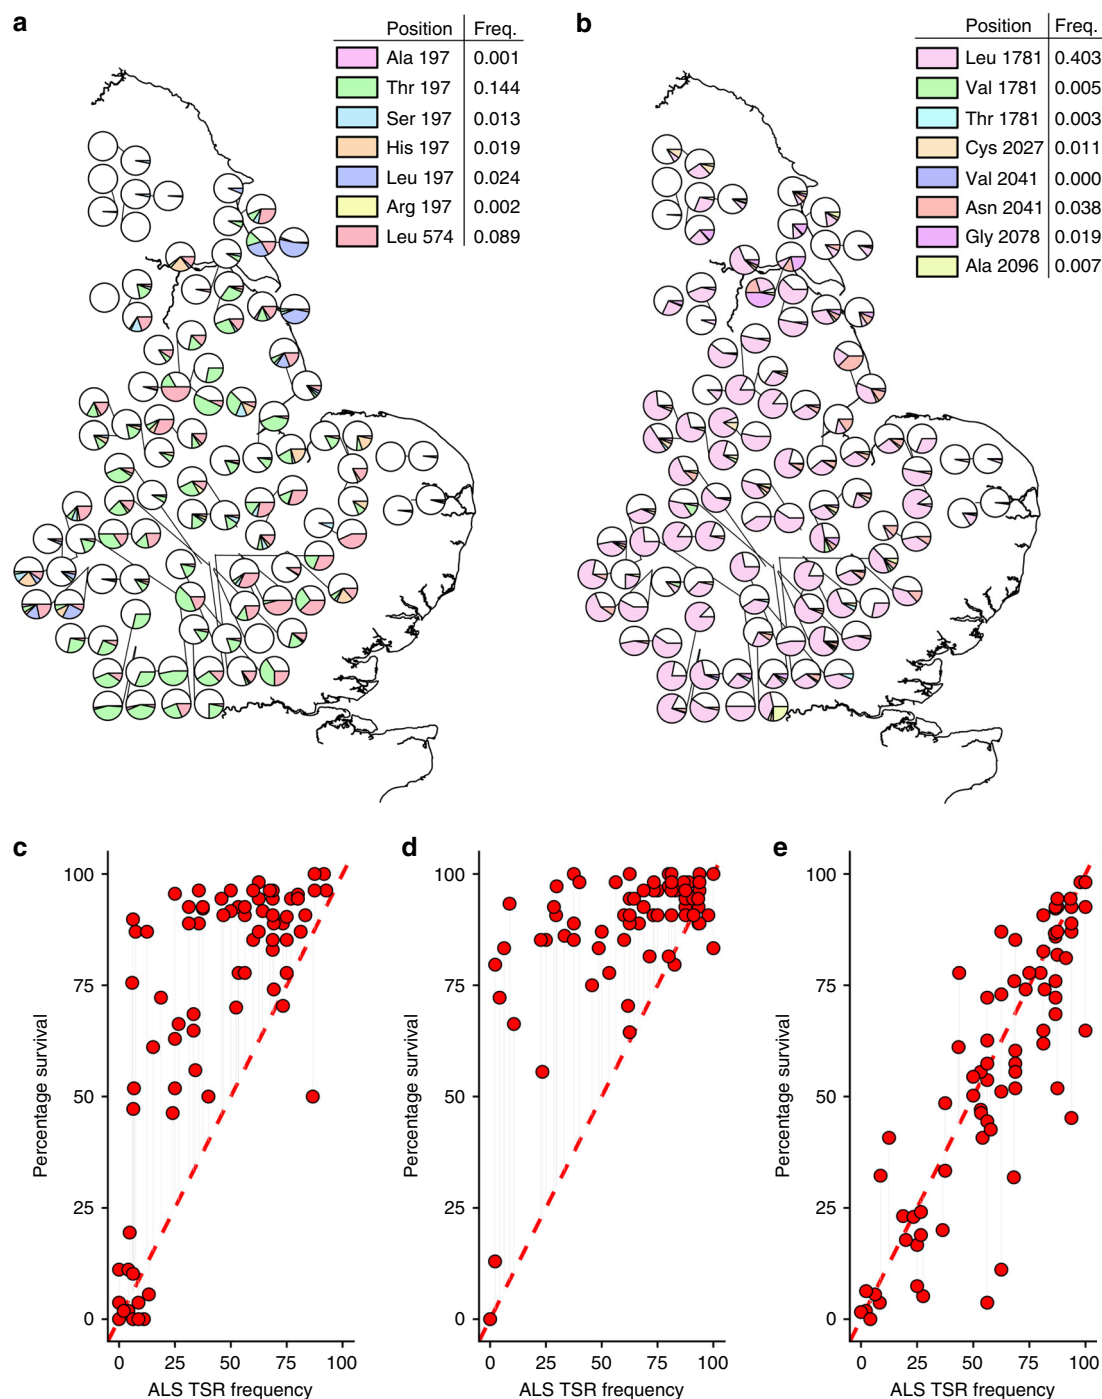 a
Position Freq.
Ala 197 0.001
Thr 197 0.144
Ser 197 0.013
His 197 0.019
Leu 197 0.024
Arg 197 0.002
Leu 574 0.089
b
Position Freq.
Leu 1781 0.403
Val 1781 0.005
Thr 1781 0.003
Cys 2027 0.011
Val 2041 0.000
Asn 2041 0.038
Gly 2078 0.019
Ala 2096 0.007
c
Percentage survival
100
75
50
25
0
0 25 50 75 100
ALS TSR frequency
d
Percentage survival
100
75
50
25
0
0 25 50 75 100
ALS TSR frequency
e
Percentage survival
100
75
50
25
0
0 25 50 75 100
ALS TSR frequency